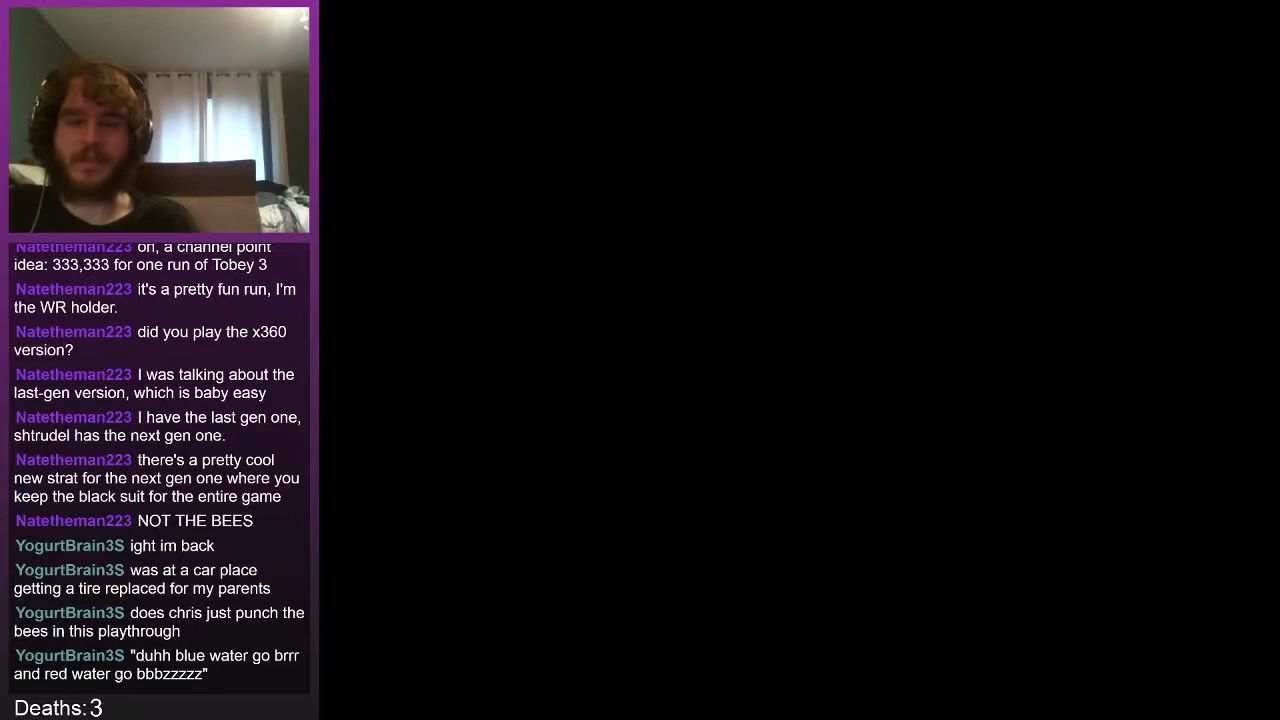 Natetheman223 oh, a channel point
idea: 333,333 for one run of Tobey 3
Natetheman223 it's a pretty fun run, I'm
the WR holder.
Natetheman223 did you play the x360
version?
Natetheman223 I was talking about the
last-gen version, which is baby easy
Natetheman223 I have the last gen one,
shtrudel has the next gen one.
Natetheman223 there's a pretty cool
new strat for the next gen one where you
keep the black suit for the entire game
Natetheman223 NOT THE BEES
YogurtBrain3S ight im back
YogurtBrain3S was at a car place
getting a tire replaced for my parents
YogurtBrain3S does chris just punch the
bees in this playthrough
YogurtBrain3S "duhh blue water go brrr
and red water go bbbzzzzz"
Deaths:3